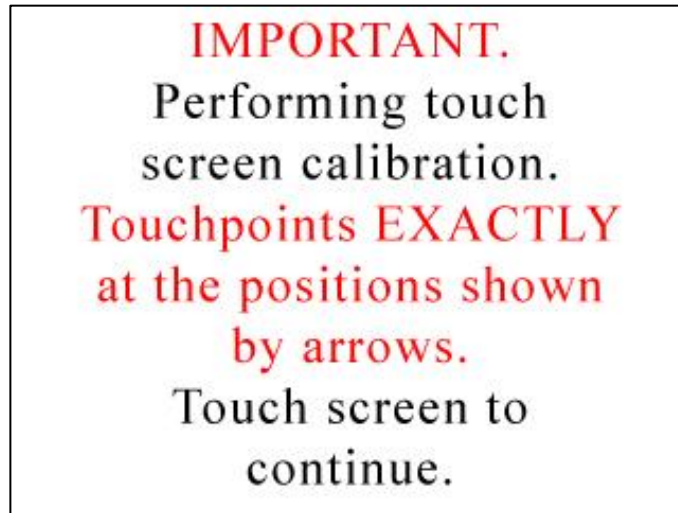 IMPORTANT.
Performing touch
screen calibration.
Touchpoints EXACTLY
at the positions shown
by arrows.
Touch screen to
continue.